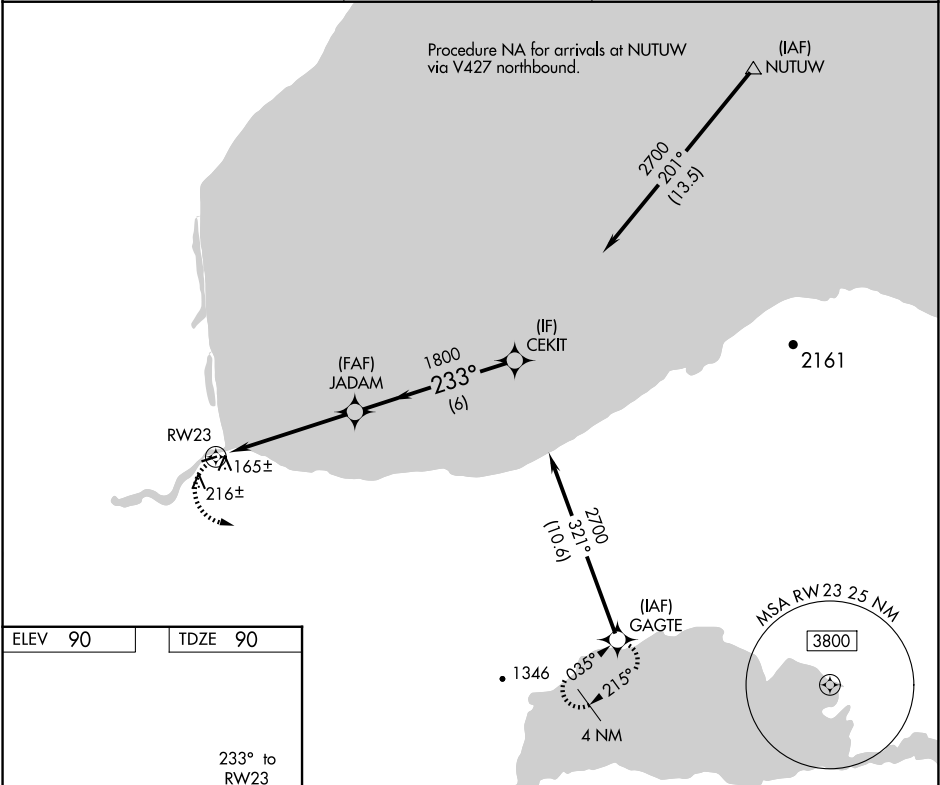 Procedure NA for arrivals at NUTUW
via V427 northbound.
(IAF)
NUTUW
2700
201°
(13.5)
(IF)
CEKIT
2161
(FAF)
JADAM
1800
233°
(6)
RW23
165±
216±
2700
321°
(10.6)
(IAF)
GAGTE
1346
035°
215°
4 NM
MSA RW23 25 NM
3800
ELEV 90
TDZE 90
233° to
RW23